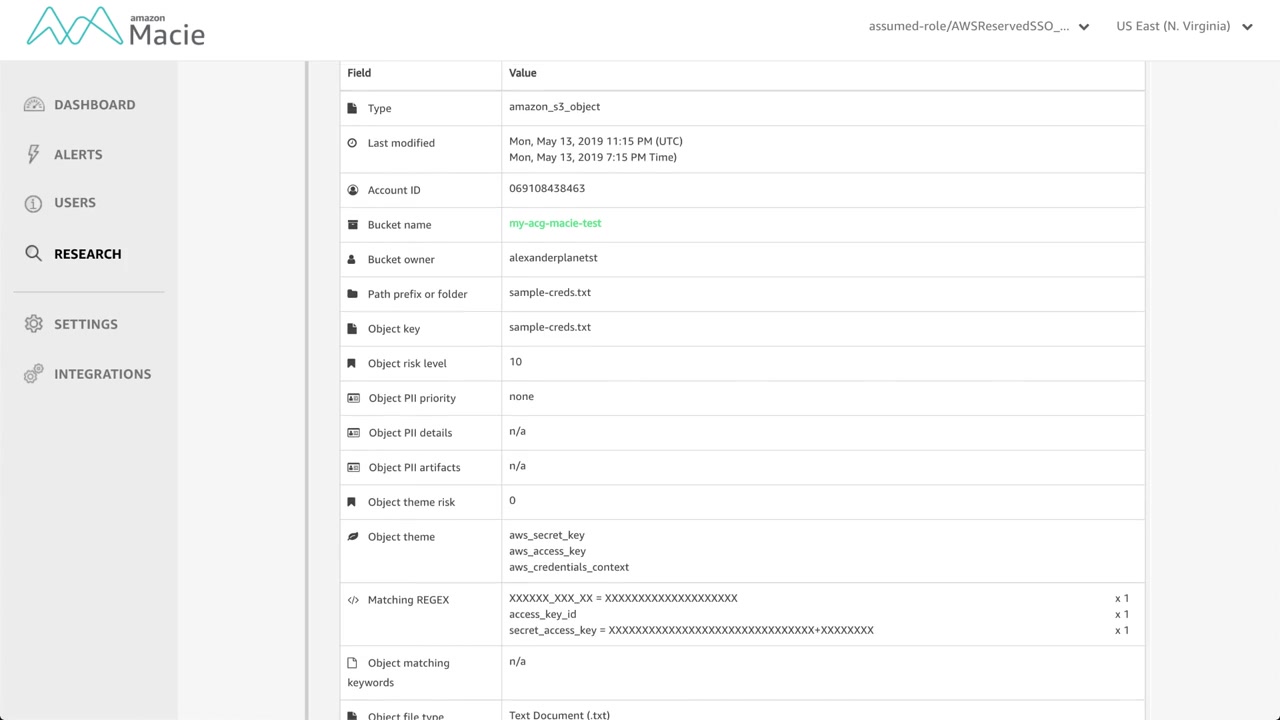 amazon
Macie
assumed-role/AWSReservedSSO_...
US East (N. Virginia)
DASHBOARD
ALERTS
USERS
RESEARCH
SETTINGS
INTEGRATIONS
Field Value
Type amazon_s3_object
Last modified Mon, May 13, 2019 11:15 PM (UTC)
Mon, May 13, 2019 7:15 PM Time)
Account ID 069108438463
Bucket name my-acg-macie-test
Bucket owner alexanderplanetst
Path prefix or folder sample-creds.txt
Object key sample-creds.txt
Object risk level 10
Object PII priority none
Object PII details n/a
Object PII artifacts n/a
Object theme risk 0
Object theme aws_secret_key
aws_access_key
aws_credentials_context
Matching REGEX XXXXXX_XXX_XX = XXXXXXXXXXXXXXXXXXXX x 1
access_key_id x 1
secret_access_key = XXXXXXXXXXXXXXXXXXXXXXXXXXXXXXX+XXXXXXXX x 1
Object matching n/a
keywords
Object file type Text Document (.txt)